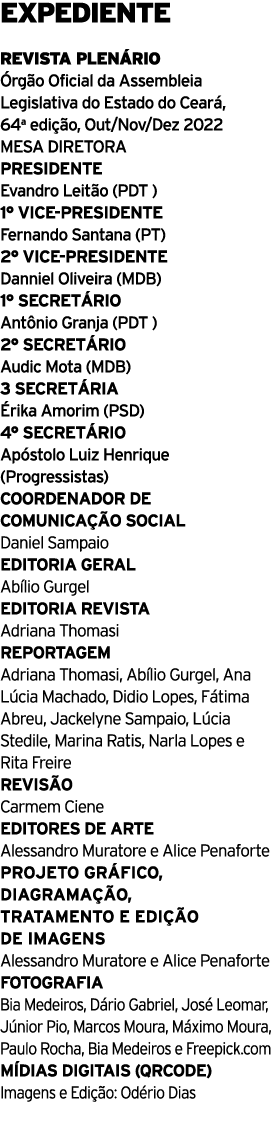 EXPEDIENTE
REVISTA PLENÁRIO
Órgão Oficial da Assembleia
Legislativa do Estado do Ceará,
64ª edição, Out/Nov/Dez 2022
MESA DIRETORA
PRESIDENTE
Evandro Leitão (PDT )
1º VICE-PRESIDENTE
Fernando Santana (PT)
2º VICE-PRESIDENTE
Danniel Oliveira (MDB)
1º SECRETÁRIO
Antônio Granja (PDT )
2º SECRETÁRIO
Audic Mota (MDB)
3 SECRETÁRIA
Érika Amorim (PSD)
4º SECRETÁRIO
Apóstolo Luiz Henrique
(Progressistas)
COORDENADOR DE
COMUNICAÇÃO SOCIAL
Daniel Sampaio
EDITORIA GERAL
Abílio Gurgel
EDITORIA REVISTA
Adriana Thomasi
REPORTAGEM
Adriana Thomasi, Abílio Gurgel, Ana
Lúcia Machado, Didio Lopes, Fátima
Abreu, Jackelyne Sampaio, Lúcia
Stedile, Marina Ratis, Narla Lopes e
Rita Freire
REVISÃO
Carmem Ciene
EDITORES DE ARTE
Alessandro Muratore e Alice Penaforte
PROJETO GRÁFICO,
DIAGRAMAÇÃO,
TRATAMENTO E EDIÇÃO
DE IMAGENS
Alessandro Muratore e Alice Penaforte
FOTOGRAFIA
Bia Medeiros, Dário Gabriel, José Leomar,
Júnior Pio, Marcos Moura, Máximo Moura,
Paulo Rocha, Bia Medeiros e Freepick.com
MÍDIAS DIGITAIS (QRCODE)
Imagens e Edição: Odério Dias